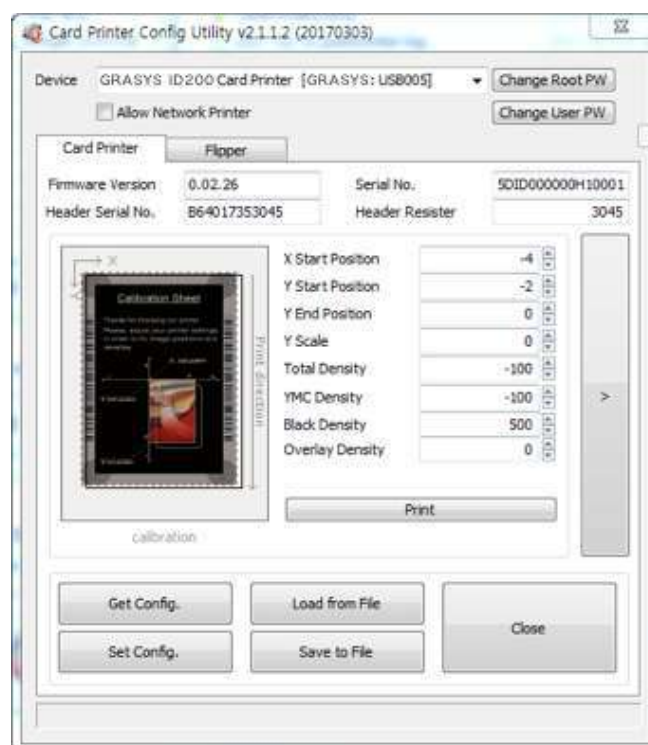 Card Printer Config Utility v2.1.1.2 (20170303)
Device GRASYS ID200 Card Printer [GRASYS: USB005] Change Root PW
Allow Network Printer Change User PW
Card Printer Flipper
Firmware Version 0.02.26 Serial No. SDID000000H10001
Header Serial No. B64017353045 Header Resister 3045
X
Calibration Sheet
Print direction
calibration
X Start Position -4
Y Start Position -2
Y End Position 0
Y Scale 0
Total Density -100
YMC Density -100
Black Density 500
Overlay Density 0
>
Print
Get Config. Load from File Close
Set Config. Save to File